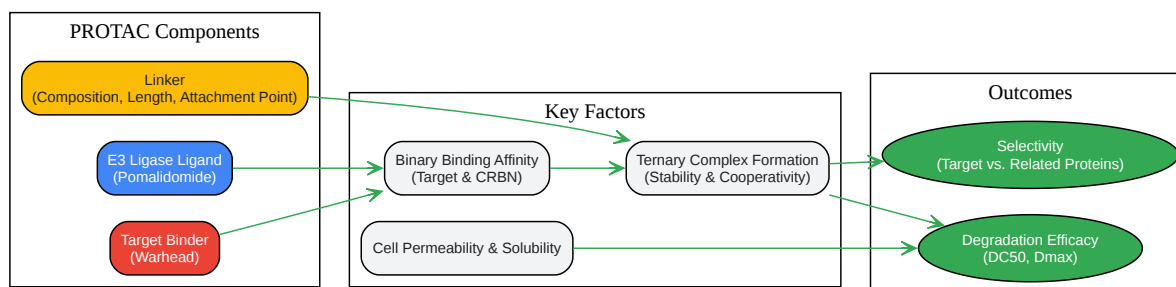 PROTAC Components
Linker
(Composition, Length, Attachment Point)
E3 Ligase Ligand
(Pomalidomide)
Target Binder
(Warhead)
Key Factors
Binary Binding Affinity
(Target & CRBN)
Ternary Complex Formation
(Stability & Cooperativity)
Cell Permeability & Solubility
Outcomes
Selectivity
(Target vs. Related Proteins)
Degradation Efficacy
(DC50, Dmax)